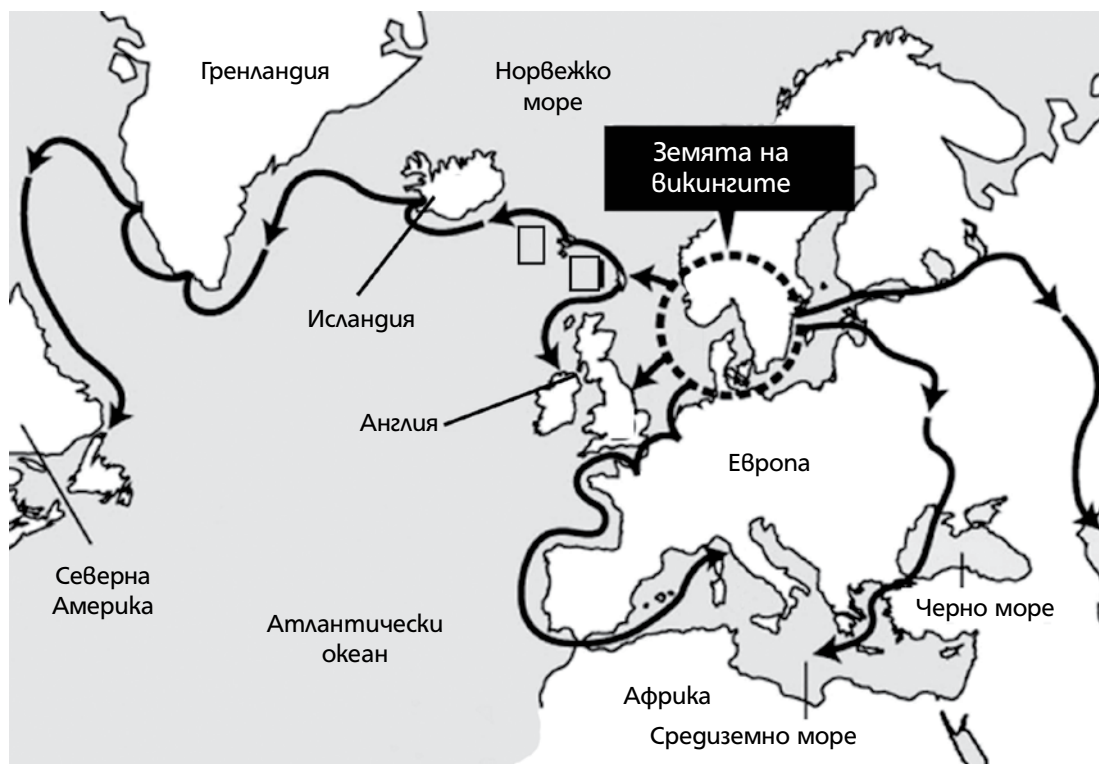 Гренландия
Норвежко
море
Земята на
викингите
Исландия
Англия
Европа
Северна
Америка
Атлантически
океан
Черно море
Африка
Средиземно море